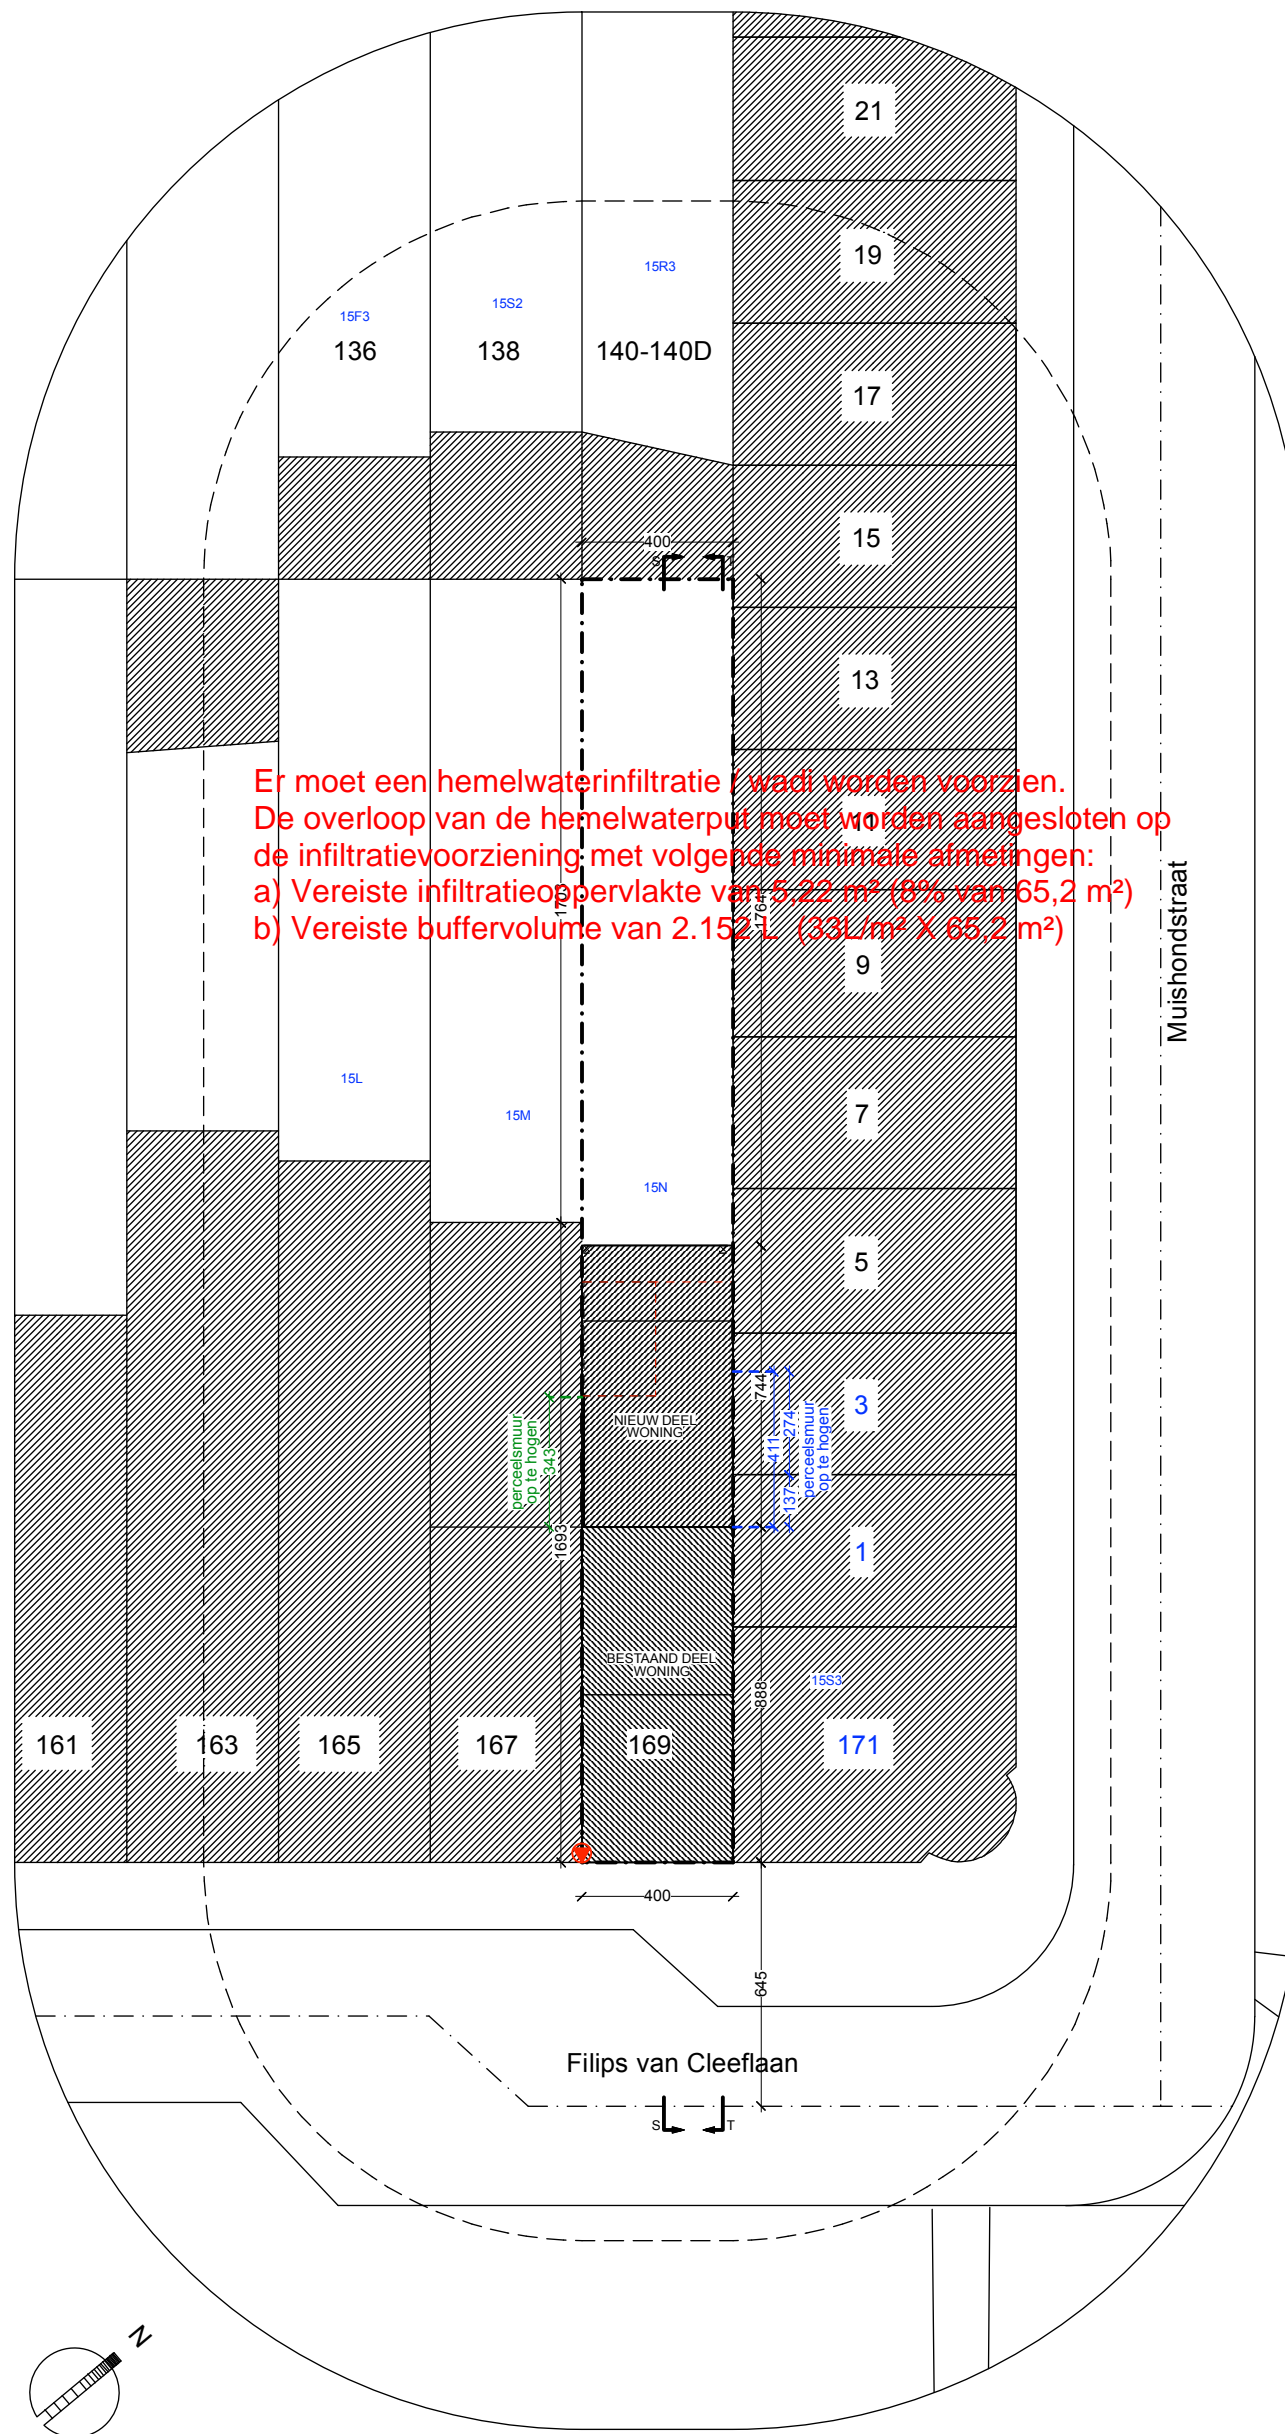 21
19
15R3
15S2
15F3
136
138
140-140D
17
15
400
S
13
Er moet een hemelwaterinfiltratie / wadi worden voorzien.
De overloop van de hemelwaterput moet worden aangesloten op
de infiltratievoorziening met volgende minimale afmetingen:
a) Vereiste infiltratieoppervlakte van 5,22 m² (8% van 65,2 m²)
b) Vereiste buffervolume van 2.152 L (33L/m² X 65,2 m²)
11
1703
1764
9
Muishondstraat
15L
15M
7
15N
5
3
744
274
411
137
perceelsmuur
op te hogen
NIEUW DEEL
WONING
perceelsmuur
op te hogen
343
1693
1
BESTAAND DEEL
WONING
15S3
888
161
163
165
167
169
171
400
645
Filips van Cleeflaan
S
T
N